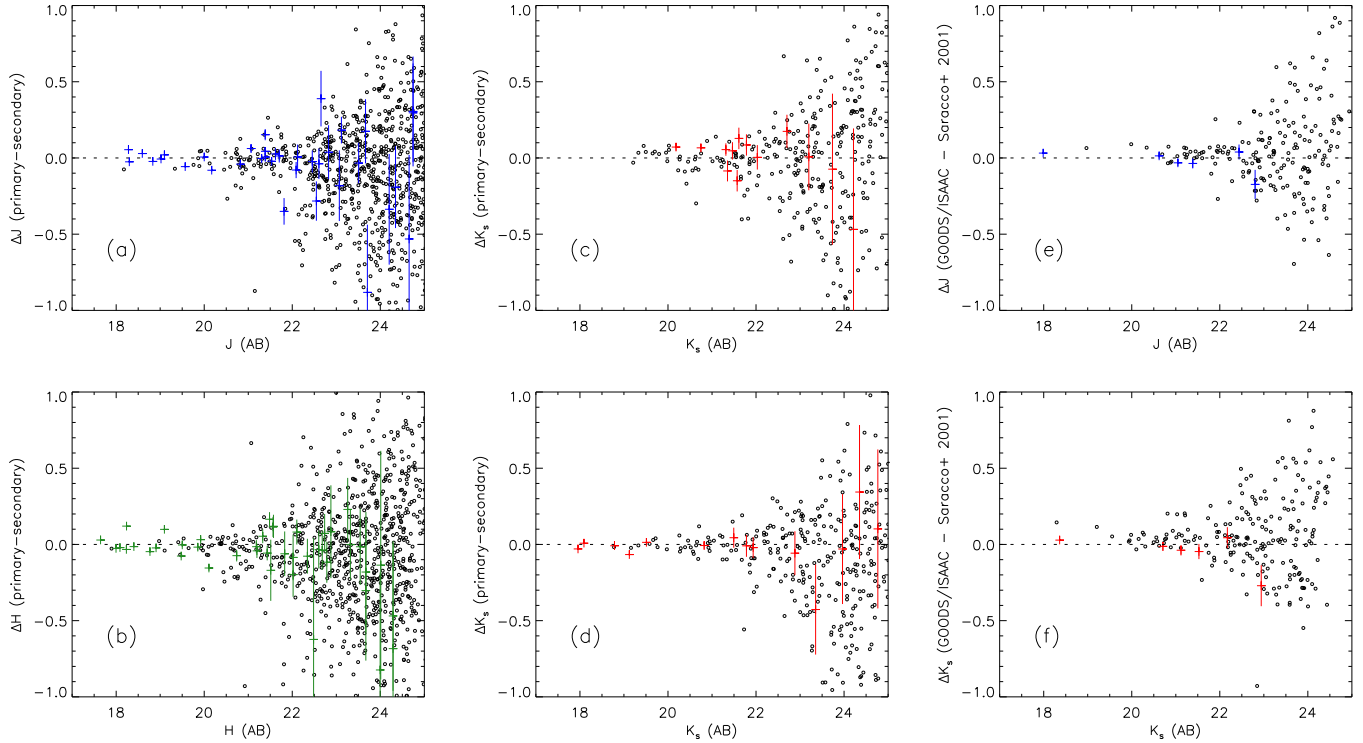 1.0
0.5
0.0
−0.5
−1.0
ΔJ (primary−secondary)
(a)
18 20 22 24
J (AB)
1.0
0.5
0.0
−0.5
−1.0
ΔKs (primary−secondary)
(c)
18 20 22 24
Ks (AB)
1.0
0.5
0.0
−0.5
−1.0
ΔJ (GOODS/ISAAC − Saracco+ 2001)
(e)
18 20 22 24
J (AB)
1.0
0.5
0.0
−0.5
−1.0
ΔH (primary−secondary)
(b)
18 20 22 24
H (AB)
1.0
0.5
0.0
−0.5
−1.0
ΔKs (primary−secondary)
(d)
18 20 22 24
Ks (AB)
1.0
0.5
0.0
−0.5
−1.0
ΔKs (GOODS/ISAAC − Saracco+ 2001)
(f)
18 20 22 24
Ks (AB)